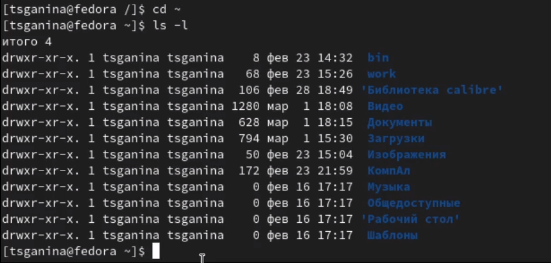 [tsganina@fedora /]$ cd ~
[tsganina@fedora ~]$ ls -l
итого 4
drwxr-xr-x. 1 tsganina tsganina 8 фев 23 14:32 bin
drwxr-xr-x. 1 tsganina tsganina 68 фев 23 15:26 work
drwxr-xr-x. 1 tsganina tsganina 106 фев 28 18:49 'Библиотека calibre'
drwxr-xr-x. 1 tsganina tsganina 1280 мар 1 18:08 Видео
drwxr-xr-x. 1 tsganina tsganina 628 мар 1 18:15 Документы
drwxr-xr-x. 1 tsganina tsganina 794 мар 1 15:30 Загрузки
drwxr-xr-x. 1 tsganina tsganina 50 фев 23 15:04 Изображения
drwxr-xr-x. 1 tsganina tsganina 172 фев 23 21:59 КомпАл
drwxr-xr-x. 1 tsganina tsganina 0 фев 16 17:17 Музыка
drwxr-xr-x. 1 tsganina tsganina 0 фев 16 17:17 Общедоступные
drwxr-xr-x. 1 tsganina tsganina 0 фев 16 17:17 'Рабочий стол'
drwxr-xr-x. 1 tsganina tsganina 0 фев 16 17:17 Шаблоны
[tsganina@fedora ~]$